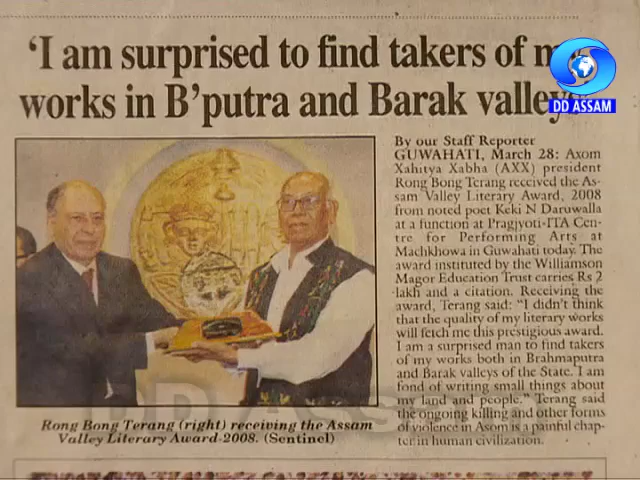 'I am surprised to find takers of my
works in B'putra and Barak valleys'
DD ASSAM
By our Staff Reporter
GUWAHATI, March 28: Axom
Xahitya Xabha (AXX) president
Rong Bong Terang received the As-
sam Valley Literary Award, 2008
from noted poet Keki N Daruwalla
at a function at Pragjyoti-ITA Cen-
tre for Performing Arts at
Machkhowa in Guwahati today. The
award instituted by the Williamson
Magor Education Trust carries Rs 2
lakh and a citation. Receiving the
award, Terang said: "I didn't think
that the quality of my literary works
will fetch me this prestigious award.
I am a surprised man to find takers
of my works both in Brahmaputra
and Barak valleys of the State. I am
fond of writing small things about
my land and people." Terang said
the ongoing killing and other forms
of violence in Asom is a painful chap-
ter in human civilization.
Rong Bong Terang (right) receiving the Assam
Valley Literary Award-2008. (Sentinel)
DD Assam